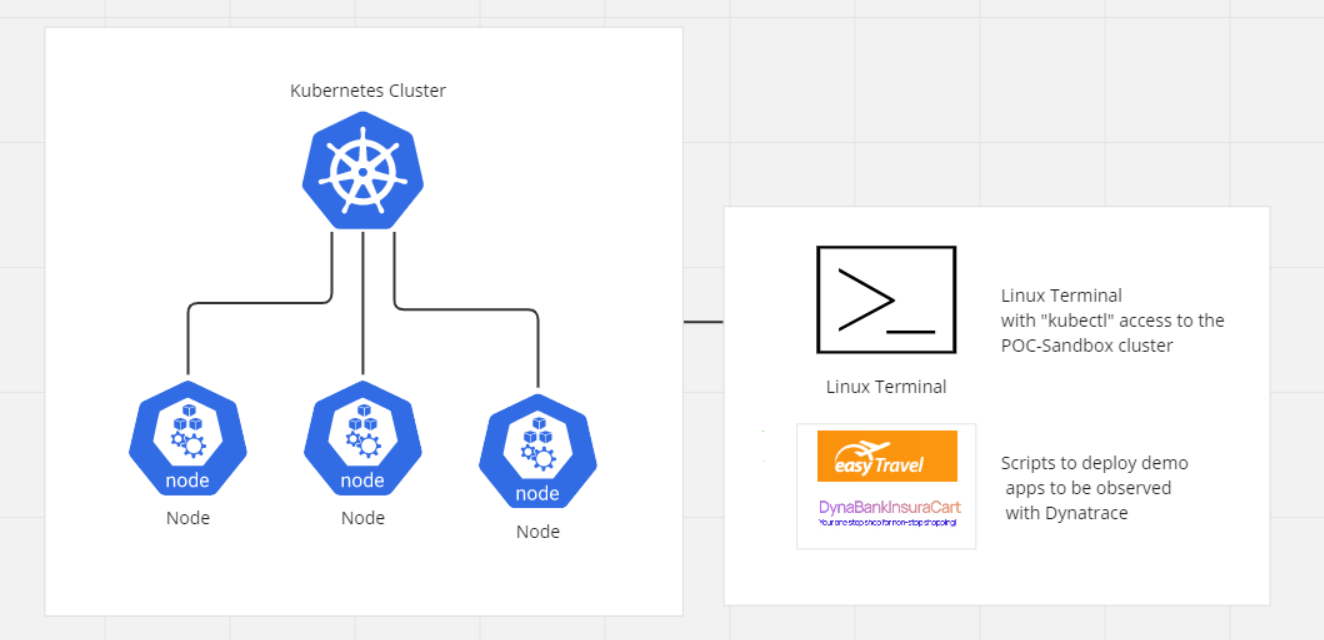 Kubernetes Cluster
node
node
node
Node
Node
Node
Linux Terminal
with "kubectl" access to the
POC-Sandbox cluster
Linux Terminal
easyTravel
DynaBankInsuraCart
Your one stop shop for non-stop shopping!
Scripts to deploy demo
apps to be observed
with Dynatrace